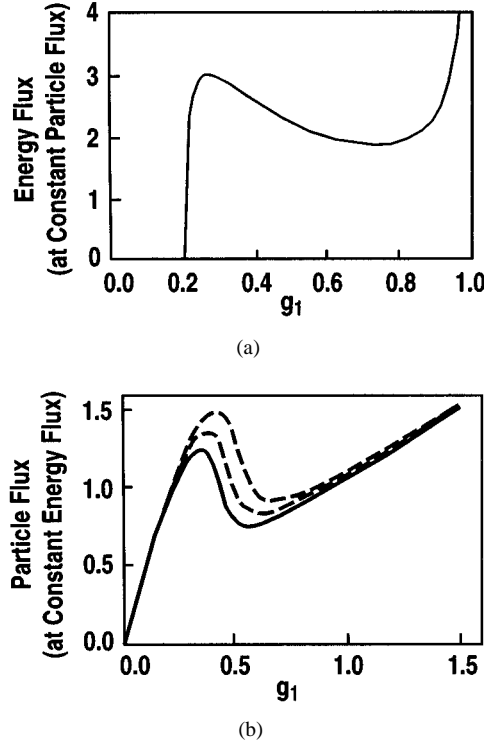 Energy Flux
(at Constant Particle Flux)
4
3
2
1
0
0.0 0.2 0.4 0.6 0.8 1.0
g1
(a)
Particle Flux
(at Constant Energy Flux)
1.5
1.0
0.5
0.0
0.0 0.5 1.0 1.5
g1
(b)